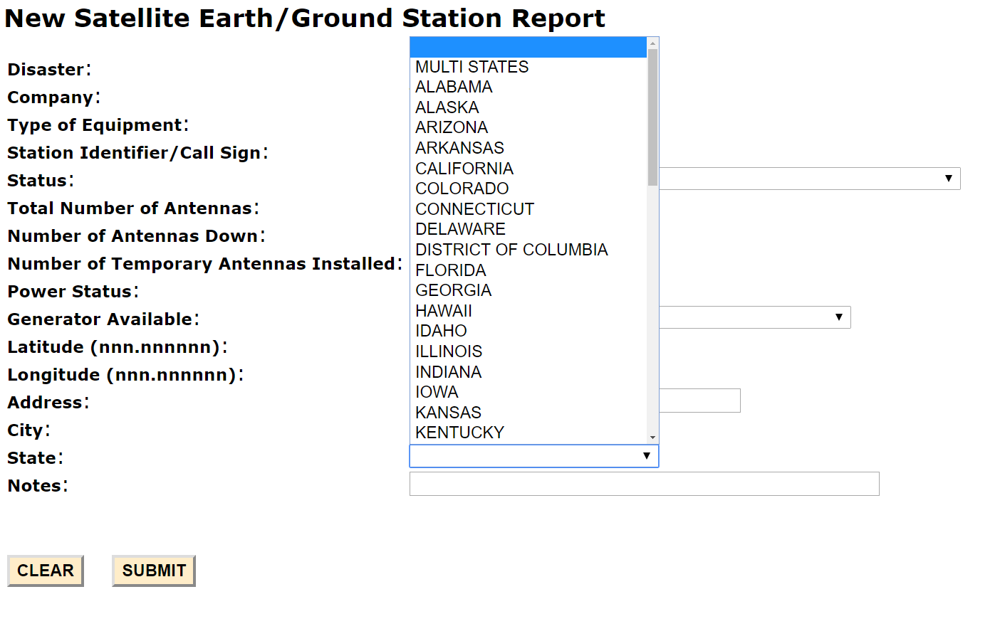 New Satellite Earth/Ground Station Report
Disaster:
Company:
Type of Equipment:
Station Identifier/Call Sign:
Status:
Total Number of Antennas:
Number of Antennas Down:
Number of Temporary Antennas Installed:
Power Status:
Generator Available:
Latitude (nnn.nnnnnn):
Longitude (nnn.nnnnnn):
Address:
City:
State:
Notes:
MULTI STATES
ALABAMA
ALASKA
ARIZONA
ARKANSAS
CALIFORNIA
COLORADO
CONNECTICUT
DELAWARE
DISTRICT OF COLUMBIA
FLORIDA
GEORGIA
HAWAII
IDAHO
ILLINOIS
INDIANA
IOWA
KANSAS
KENTUCKY
CLEAR
SUBMIT